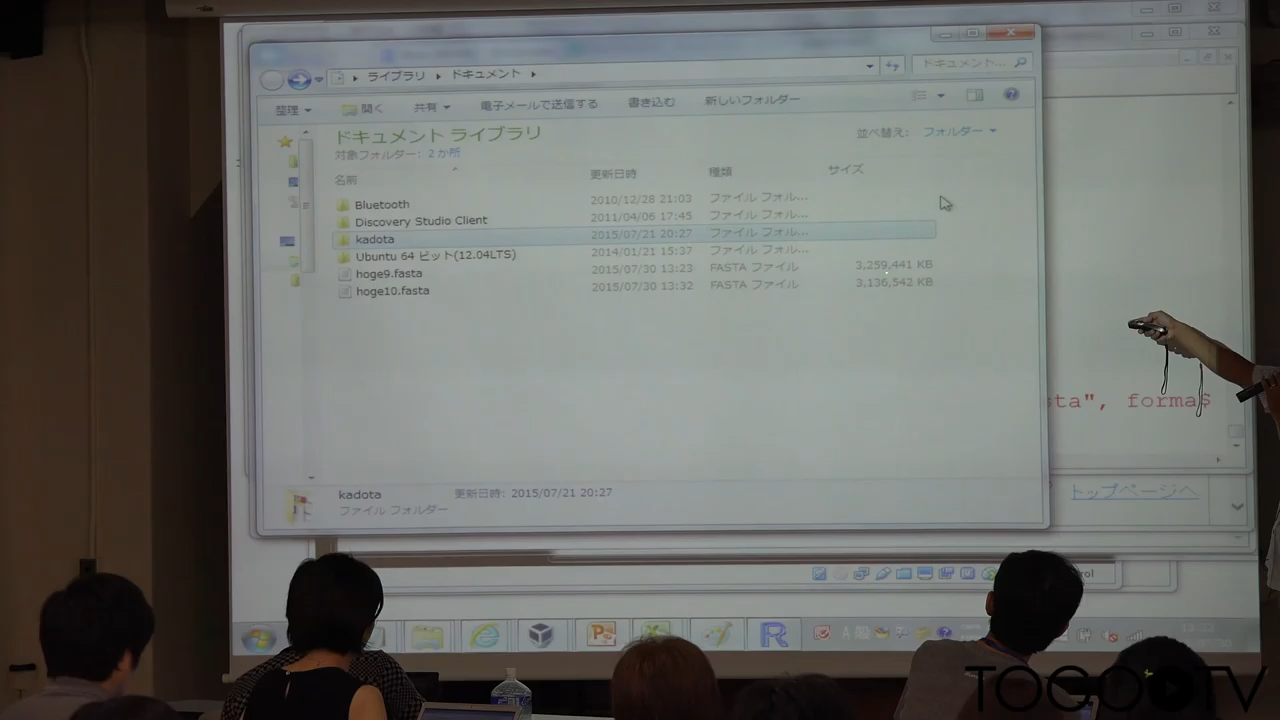 ライブラリ ▸ ドキュメント ▸
ドキュメント...
整理 開く 共有 電子メールで送信する 書き込む 新しいフォルダー
ドキュメント ライブラリ
対象フォルダー: 2 か所
並べ替え: フォルダー
名前 更新日時 種類 サイズ
Bluetooth 2010/12/28 21:03 ファイル フォル...
Discovery Studio Client 2011/04/06 17:45 ファイル フォル...
kadota 2015/07/21 20:27 ファイル フォル...
Ubuntu 64 ビット(12.04LTS) 2014/01/21 15:37 ファイル フォル...
hoge9.fasta 2015/07/30 13:23 FASTA ファイル 3,259,441 KB
hoge10.fasta 2015/07/30 13:32 FASTA ファイル 3,136,542 KB
sta", forma$
kadota 更新日時: 2015/07/21 20:27
ファイル フォルダー
トップページへ
A 般
TOGO TV